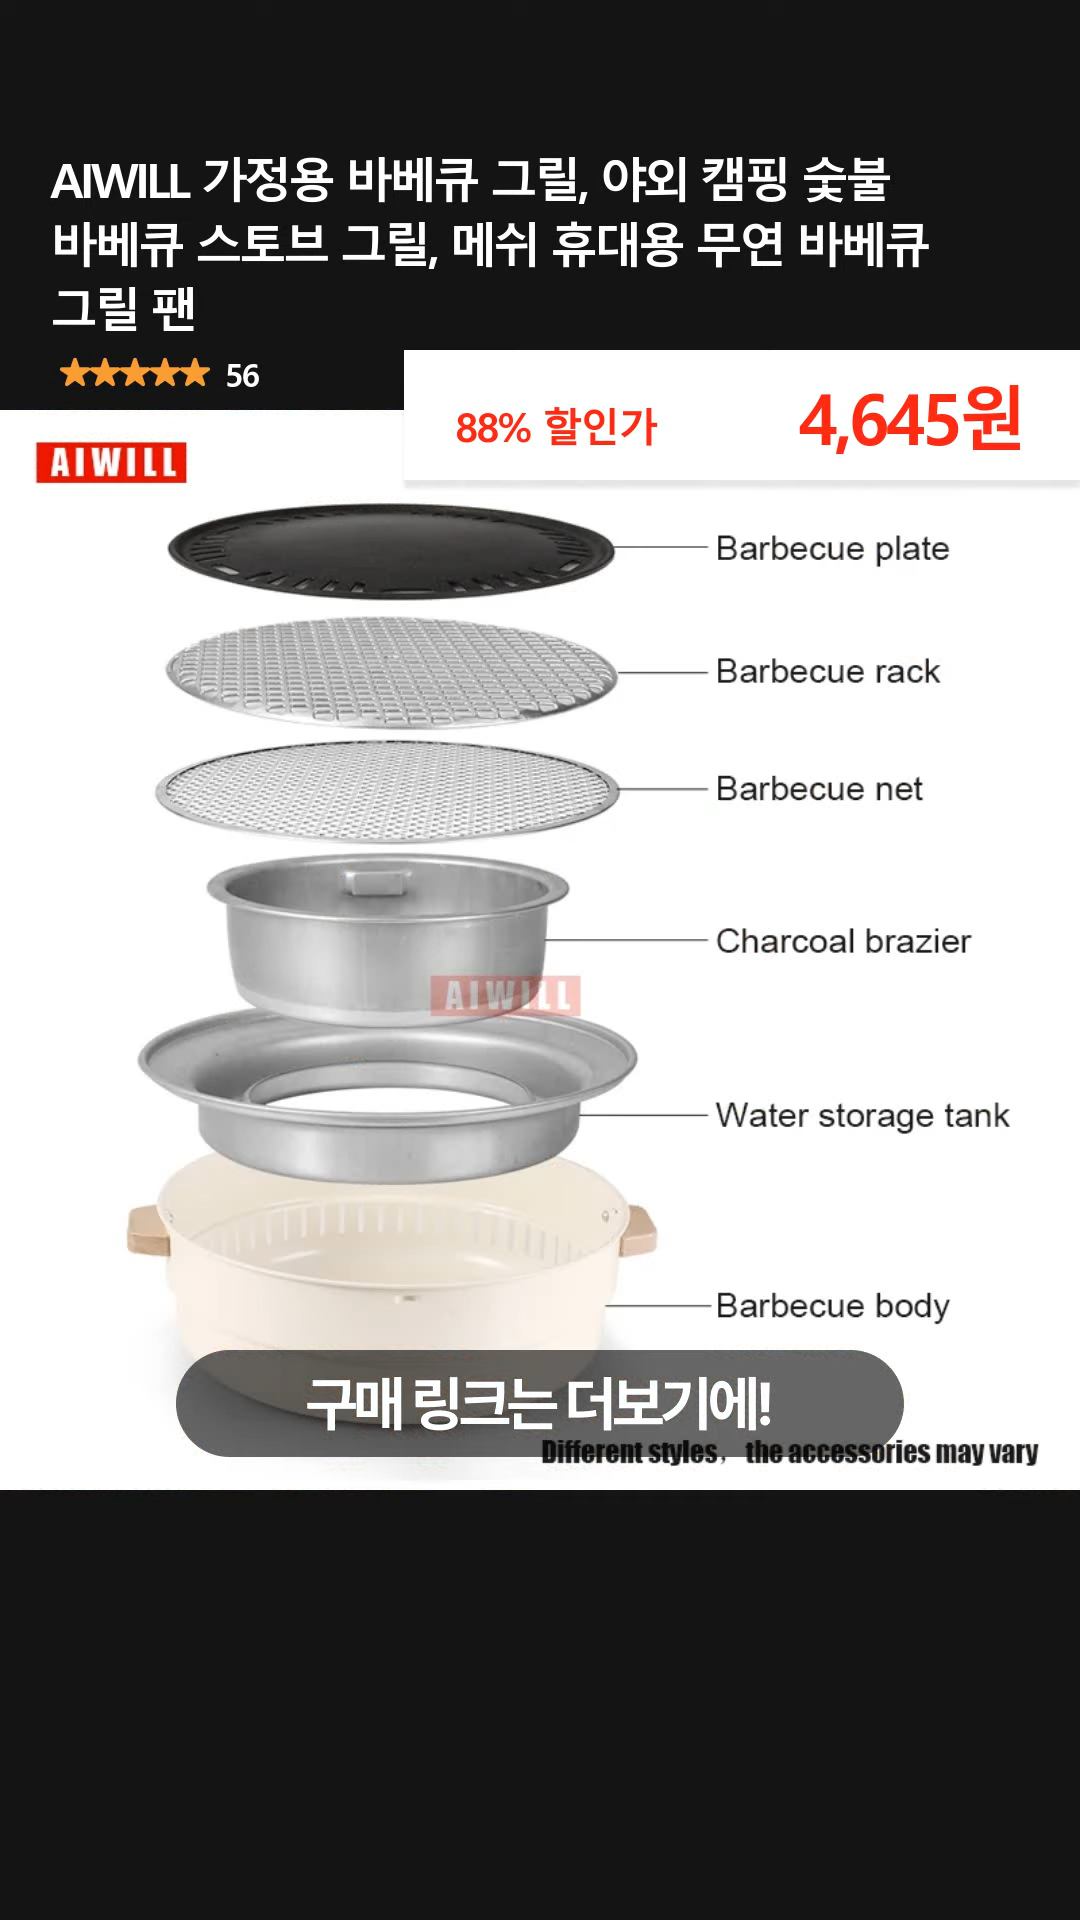 AIWILL 가정용 바베큐 그릴, 야외 캠핑 숯불
바베큐 스토브 그릴, 메쉬 휴대용 무연 바베큐
그릴 팬
56
88% 할인가 4,645원
AIWILL
Barbecue plate
Barbecue rack
Barbecue net
Charcoal brazier
AIWILL
Water storage tank
Barbecue body
구매 링크는 더보기에!
Different styles, the accessories may vary